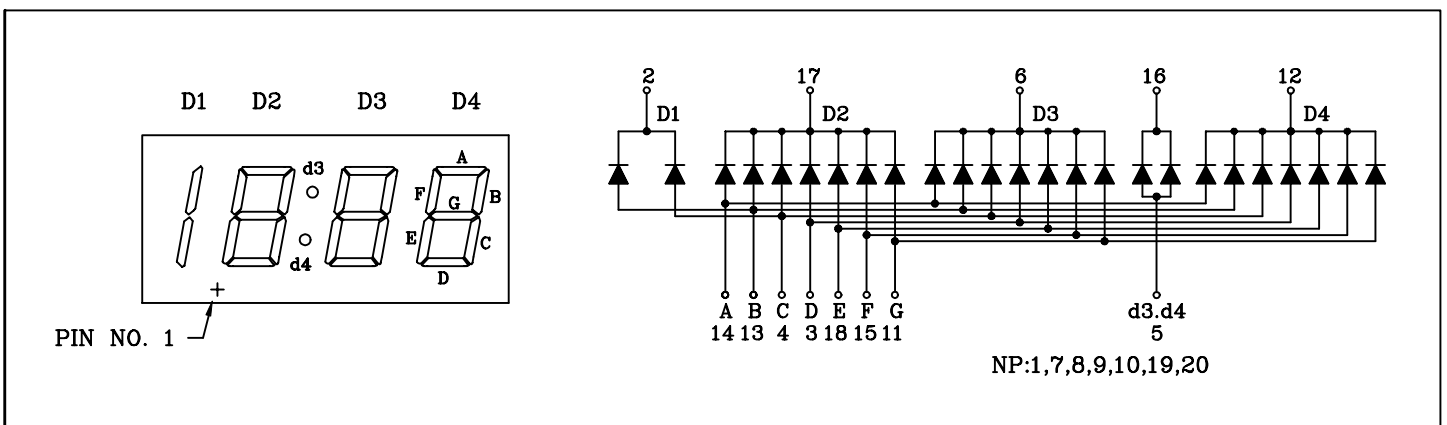 D1 D2 D3 D4
d3
d4
A
F B
G
E C
D
PIN NO. 1
2 17 6 16 12
D1 D2 D3 D4
A B C D E F G d3.d4
14 13 4 3 18 15 11 5
NP:1,7,8,9,10,19,20